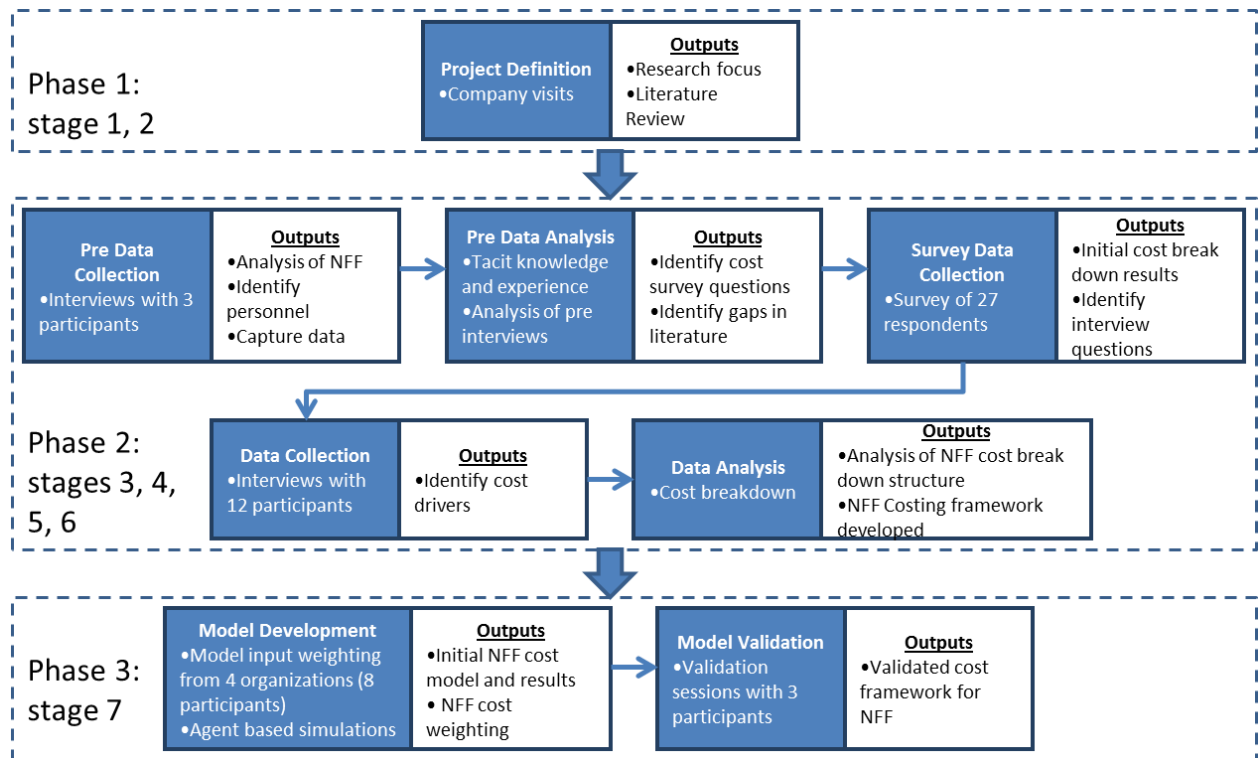 Phase 1:
stage 1, 2
Project Definition
•Company visits
Outputs
•Research focus
•Literature
Review
Pre Data
Collection
•Interviews with 3
participants
Outputs
•Analysis of NFF
•Identify
personnel
•Capture data
Pre Data Analysis
•Tacit knowledge
and experience
•Analysis of pre
interviews
Outputs
•Identify cost
survey questions
•Identify gaps in
literature
Survey Data
Collection
•Survey of 27
respondents
Outputs
•Initial cost break
down results
•Identify
interview
questions
Phase 2:
stages 3, 4,
5, 6
Data Collection
•Interviews with
12 participants
Outputs
•Identify cost
drivers
Data Analysis
•Cost breakdown
Outputs
•Analysis of NFF cost break
down structure
•NFF Costing framework
developed
Phase 3:
stage 7
Model Development
•Model input weighting
from 4 organizations (8
participants)
•Agent based simulations
Outputs
•Initial NFF cost
model and results
• NFF cost
weighting
Model Validation
•Validation
sessions with 3
participants
Outputs
•Validated cost
framework for
NFF